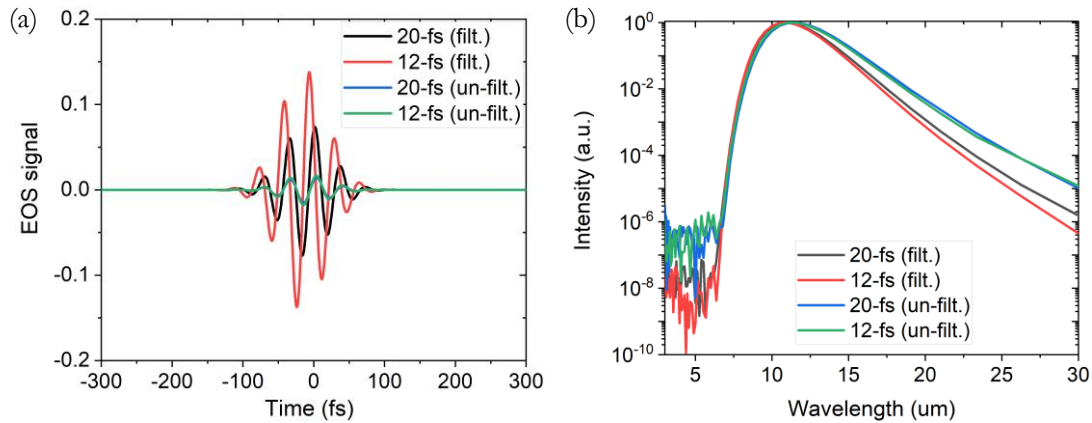 (a)
20-fs (filt.)
12-fs (filt.)
20-fs (un-filt.)
12-fs (un-filt.)
0.2
0.1
0.0
-0.1
-0.2
EOS signal
-300 -200 -100 0 100 200 300
Time (fs)
(b)
10^0
10^-2
10^-4
10^-6
10^-8
10^-10
Intensity (a.u.)
20-fs (filt.)
12-fs (filt.)
20-fs (un-filt.)
12-fs (un-filt.)
5 10 15 20 25 30
Wavelength (um)